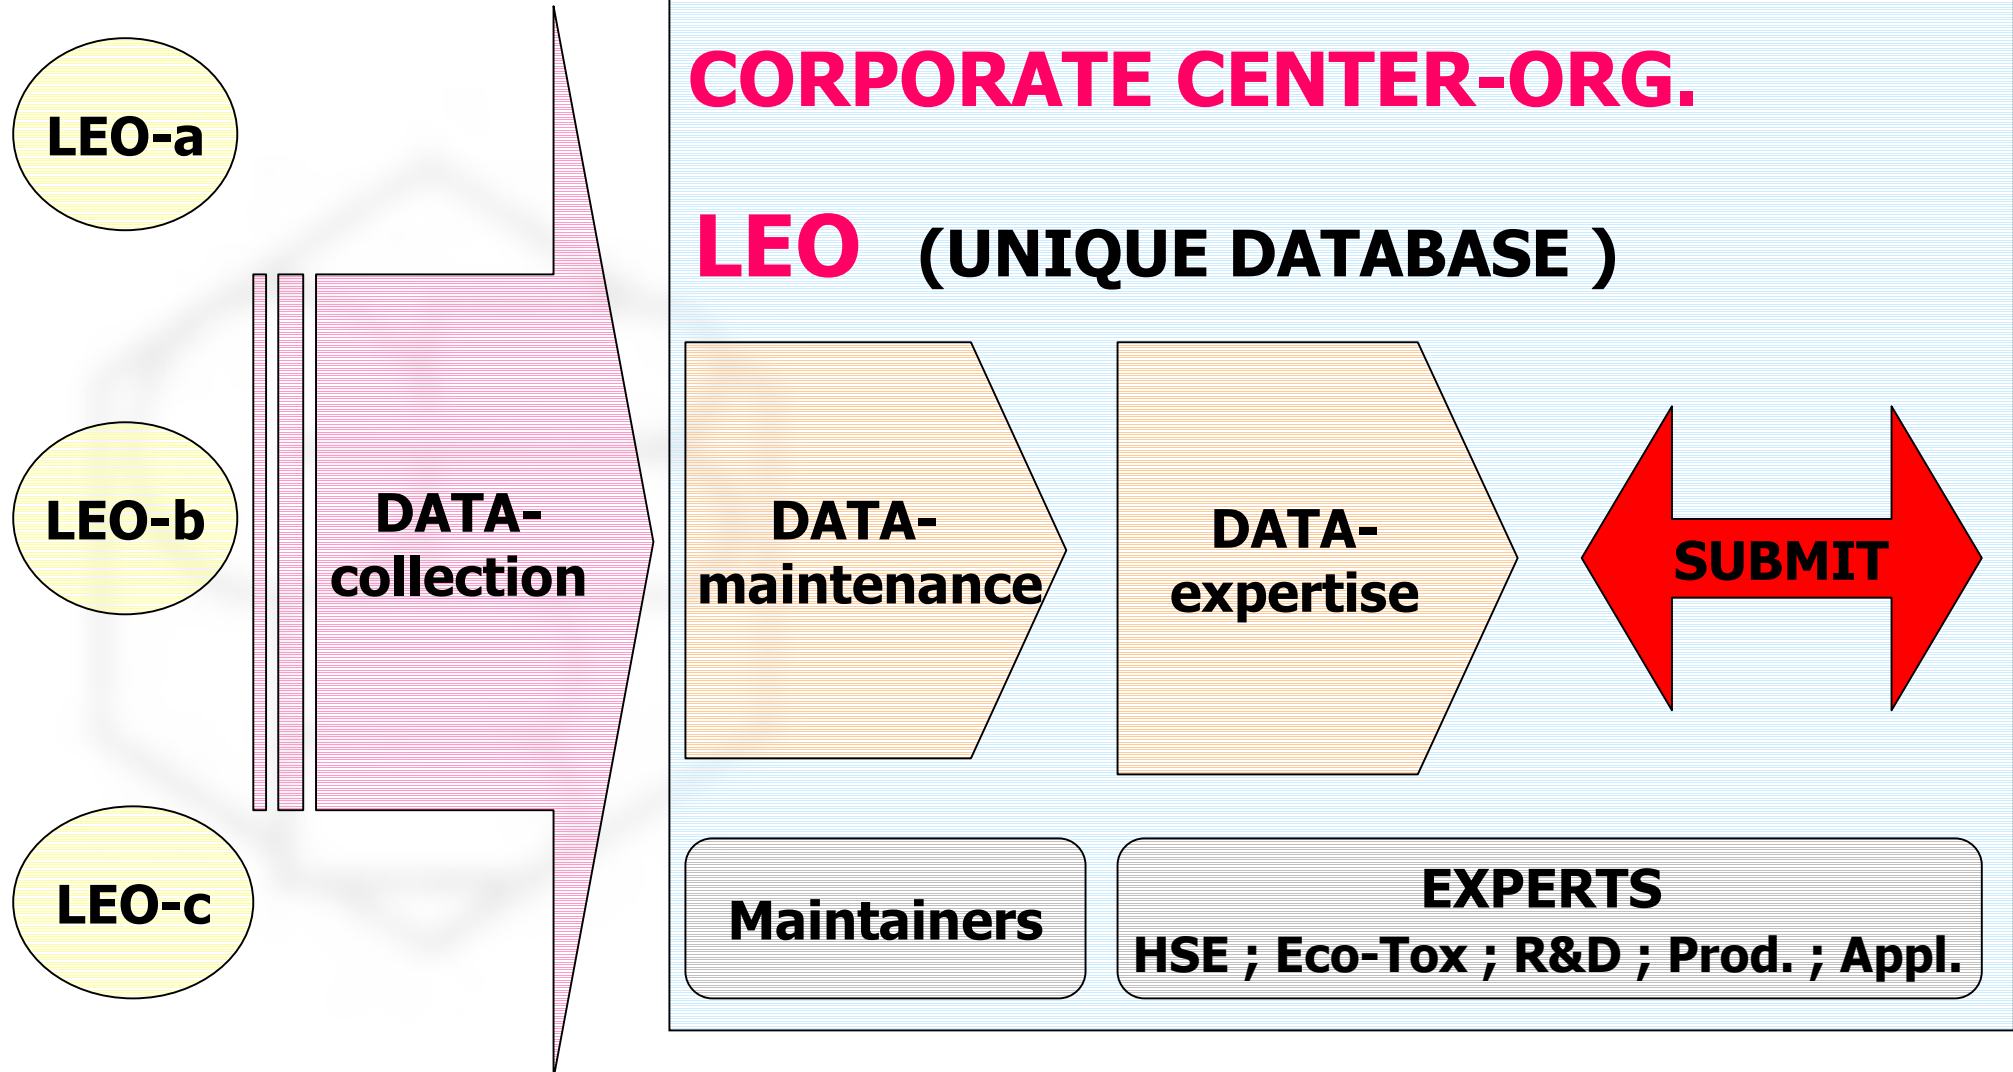 CORPORATE CENTER-ORG.
LEO (UNIQUE DATABASE )
LEO-a
LEO-b
LEO-c
DATA-
collection
DATA-
maintenance
DATA-
expertise
SUBMIT
Maintainers
EXPERTS
HSE ; Eco-Tox ; R&D ; Prod. ; Appl.